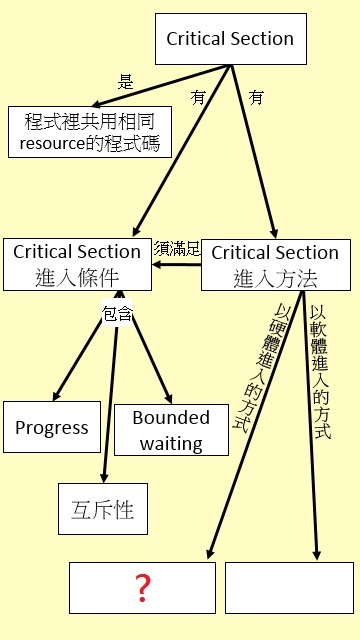 Critical Section
是
有
有
程式裡共用相同
resource的程式碼
Critical Section
進入條件
須滿足
Critical Section
進入方法
包含
以硬體進入的方式
以軟體進入的方式
Progress
Bounded
waiting
互斥性
?